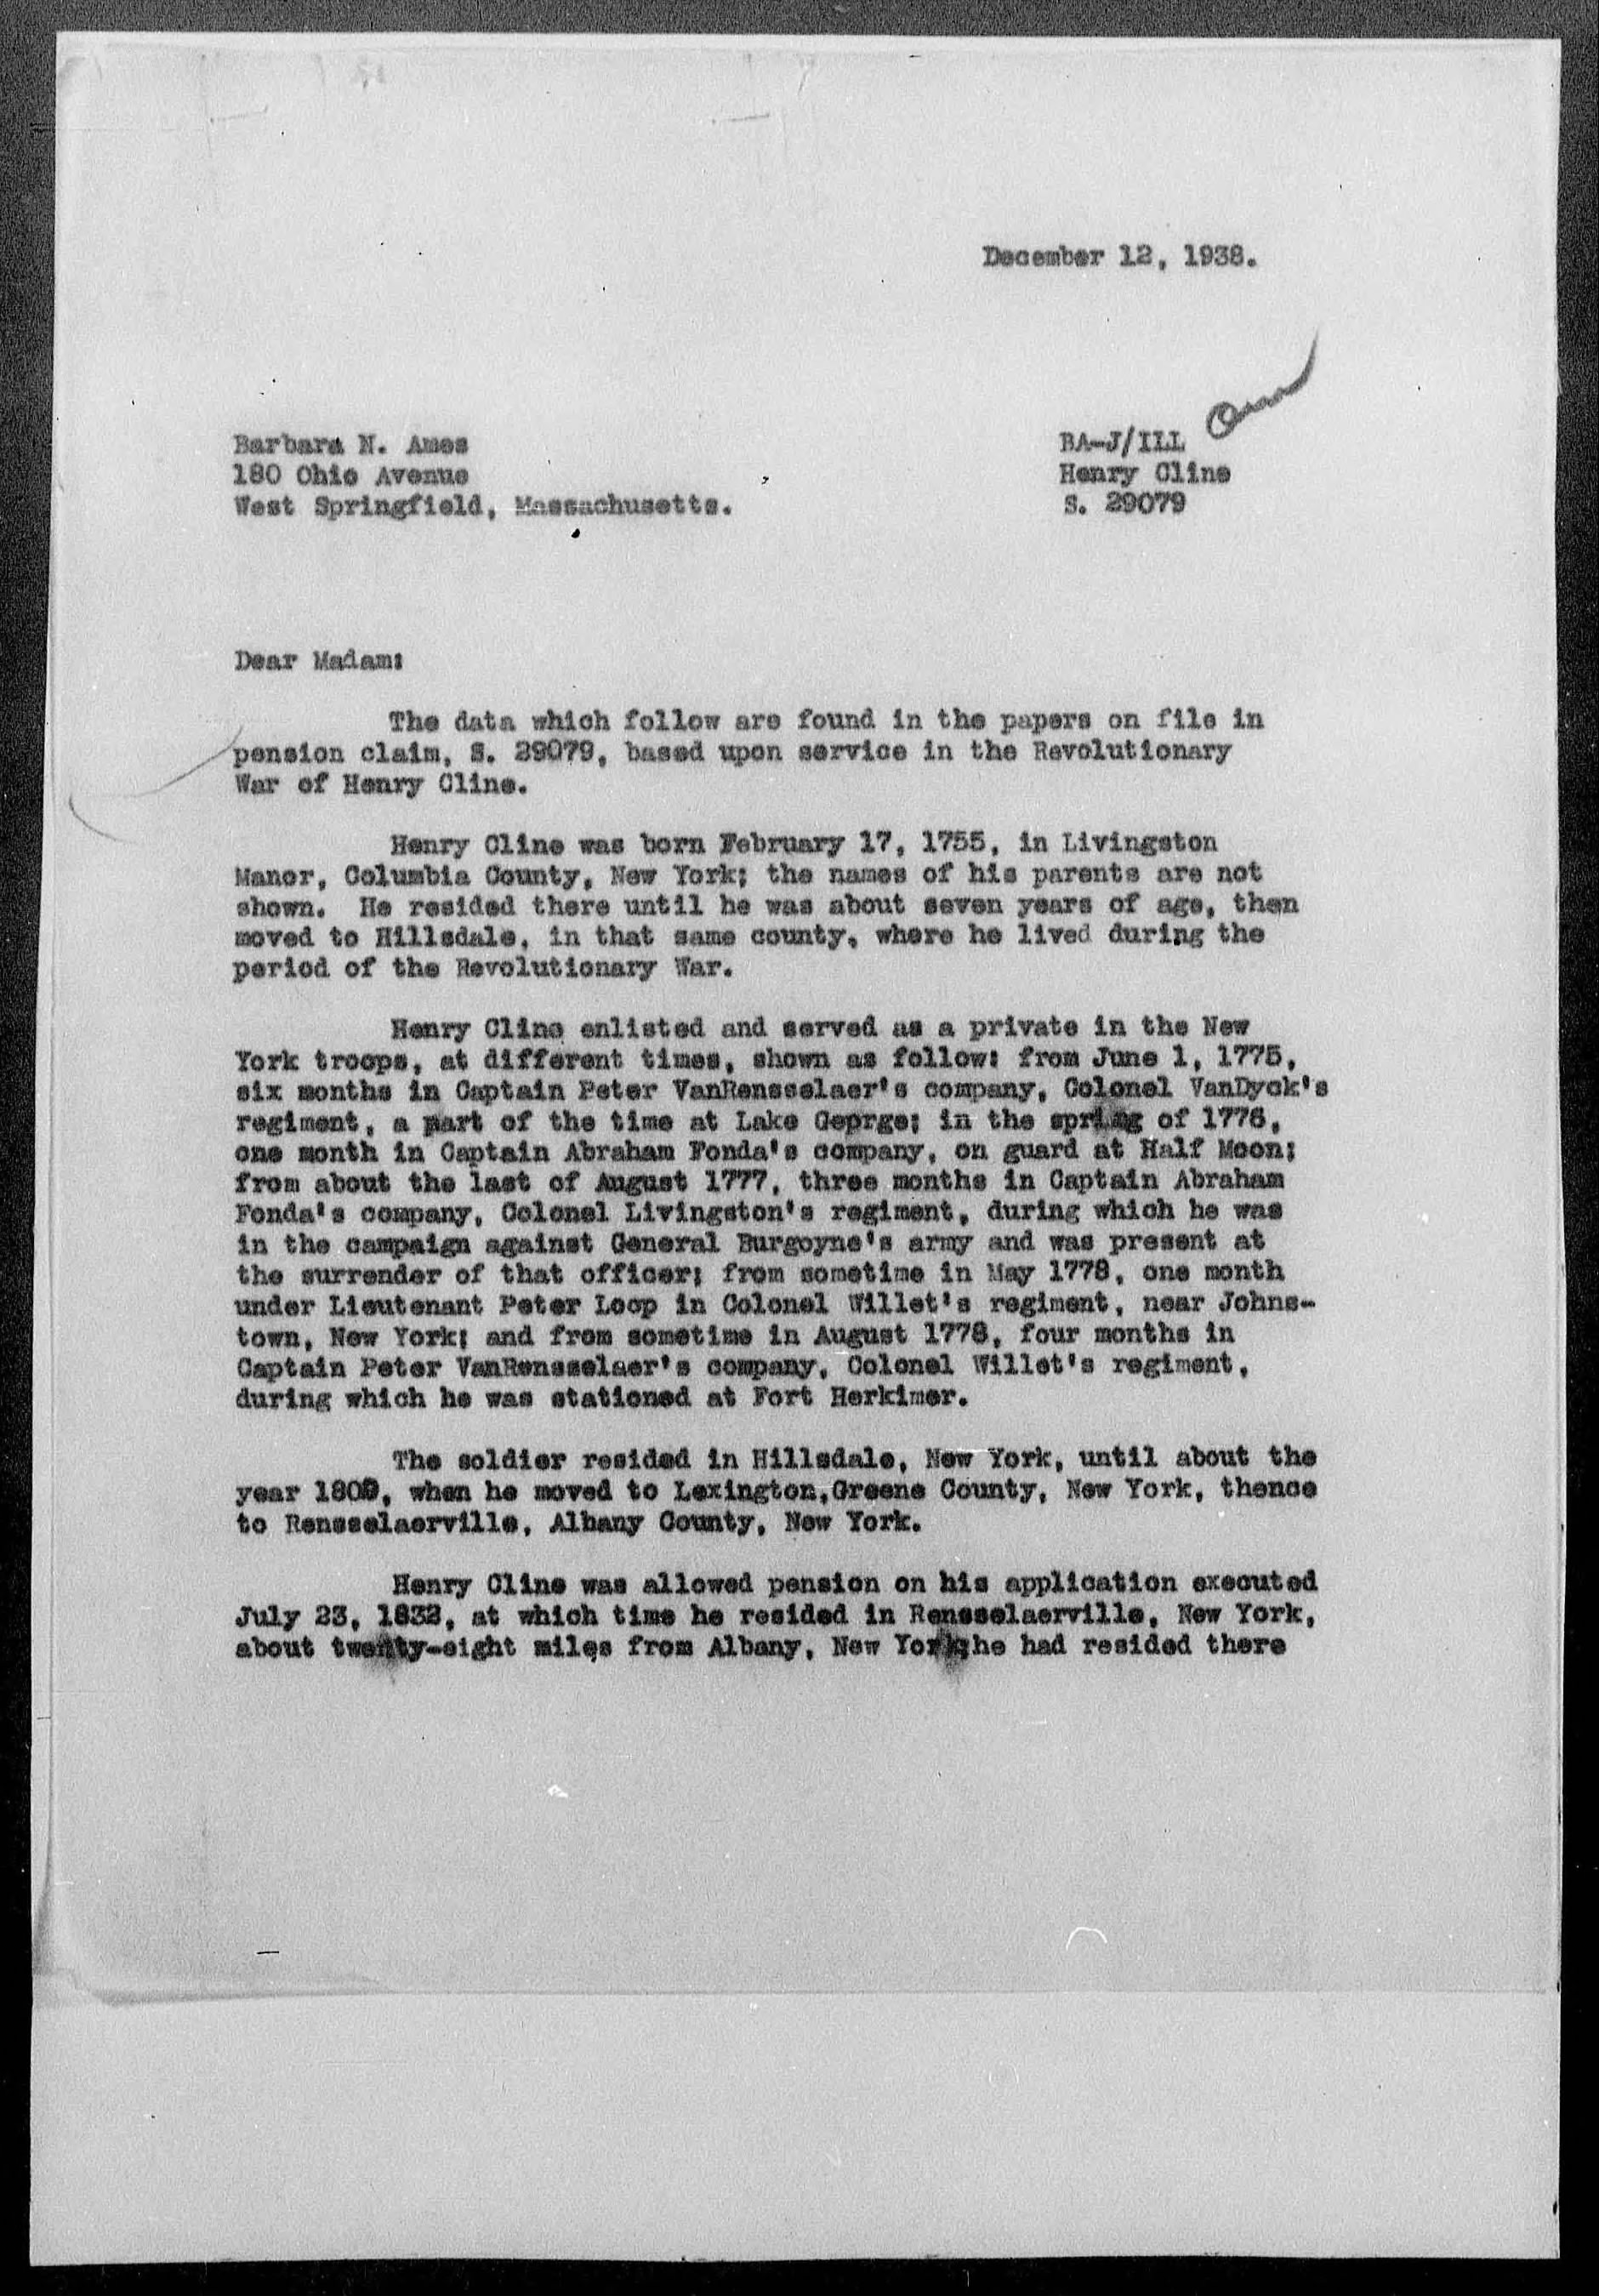 December 12, 1938.
Barbara N. Ames
180 Ohio Avenue
West Springfield, Massachusetts.
BA-J/ILL
Henry Cline
S. 29079
Dear Madam:
The data which follow are found in the papers on file in
pension claim, S. 29079, based upon service in the Revolutionary
War of Henry Cline.
Henry Cline was born February 17, 1755, in Livingston
Manor, Columbia County, New York; the names of his parents are not
shown. He resided there until he was about seven years of age, then
moved to Hillsdale, in that same county, where he lived during the
period of the Revolutionary War.
Henry Cline enlisted and served as a private in the New
York troops, at different times, shown as follow: from June 1, 1775,
six months in Captain Peter VanRensselaer's company, Colonel VanDyck's
regiment, a part of the time at Lake Geprge; in the spring of 1776,
one month in Captain Abraham Fonda's company, on guard at Half Moon;
from about the last of August 1777, three months in Captain Abraham
Fonda's company, Colonel Livingston's regiment, during which he was
in the campaign against General Burgoyne's army and was present at
the surrender of that officer; from sometime in May 1778, one month
under Lieutenant Peter Loop in Colonel Willet's regiment, near Johns-
town, New York; and from sometime in August 1778, four months in
Captain Peter VanRensselaer's company, Colonel Willet's regiment,
during which he was stationed at Fort Herkimer.
The soldier resided in Hillsdale, New York, until about the
year 1809, when he moved to Lexington,Greene County, New York, thence
to Rensselaerville, Albany County, New York.
Henry Cline was allowed pension on his application executed
July 23, 1832, at which time he resided in Rensselaerville, New York,
about twenty-eight miles from Albany, New York;he had resided there